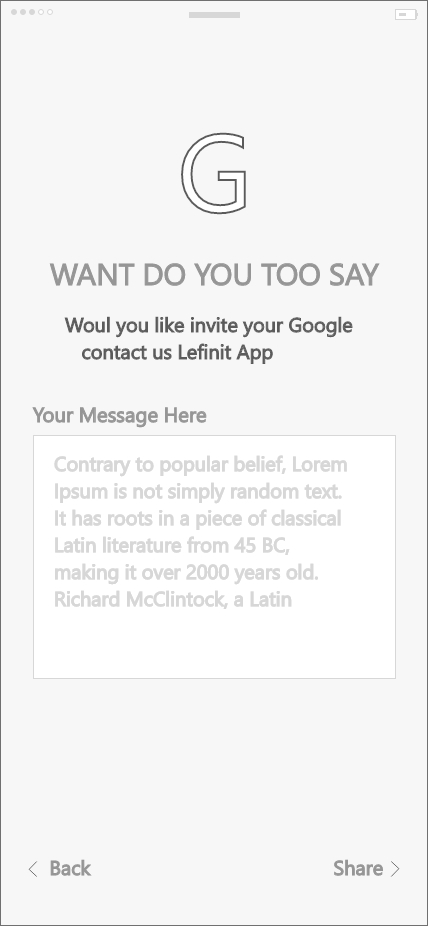 G
WANT DO YOU TOO SAY
Woul you like invite your Google
contact us Lefinit App
Your Message Here
Contrary to popular belief, Lorem
Ipsum is not simply random text.
It has roots in a piece of classical
Latin literature from 45 BC,
making it over 2000 years old.
Richard McClintock, a Latin
Back
Share